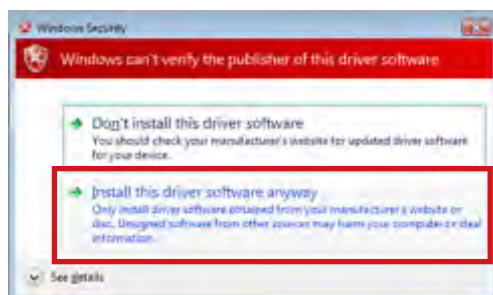 Windows Security
Windows can't verify the publisher of this driver software
Don't install this driver software
You should check your manufacturer's website for updated driver software
for your device.
Install this driver software anyway
Only install driver software obtained from your manufacturer's website or
disc. Unsigned software from other sources may harm your computer or steal
information.
See details